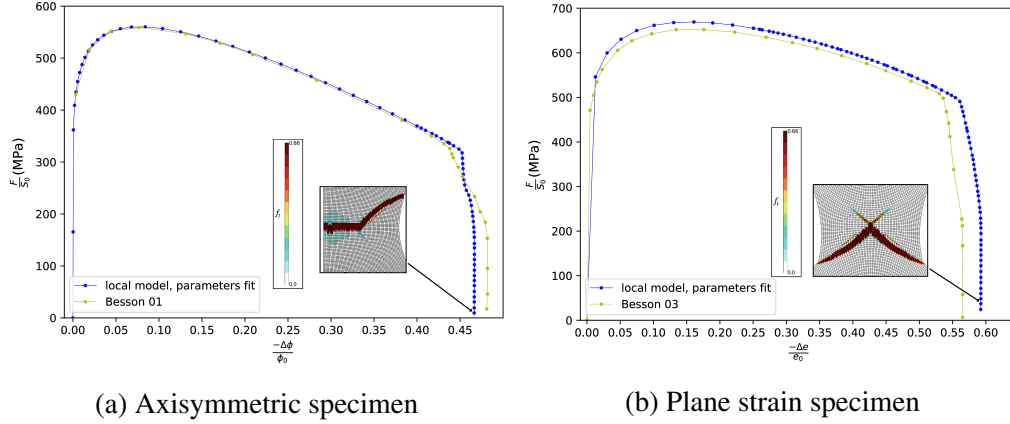 600
500
400
300
200
100
0
F/S₀ (MPa)
0.00 0.05 0.10 0.15 0.20 0.25 0.30 0.35 0.40 0.45
−Δϕ/ϕ₀
0.66
fₜ
0.0
local model, parameters fit
Besson 01
(a) Axisymmetric specimen
700
600
500
400
300
200
100
0
F/S₀ (MPa)
0.00 0.05 0.10 0.15 0.20 0.25 0.30 0.35 0.40 0.45 0.50 0.55 0.60
−Δe/e₀
0.66
fₜ
0.0
local model, parameters fit
Besson 03
(b) Plane strain specimen